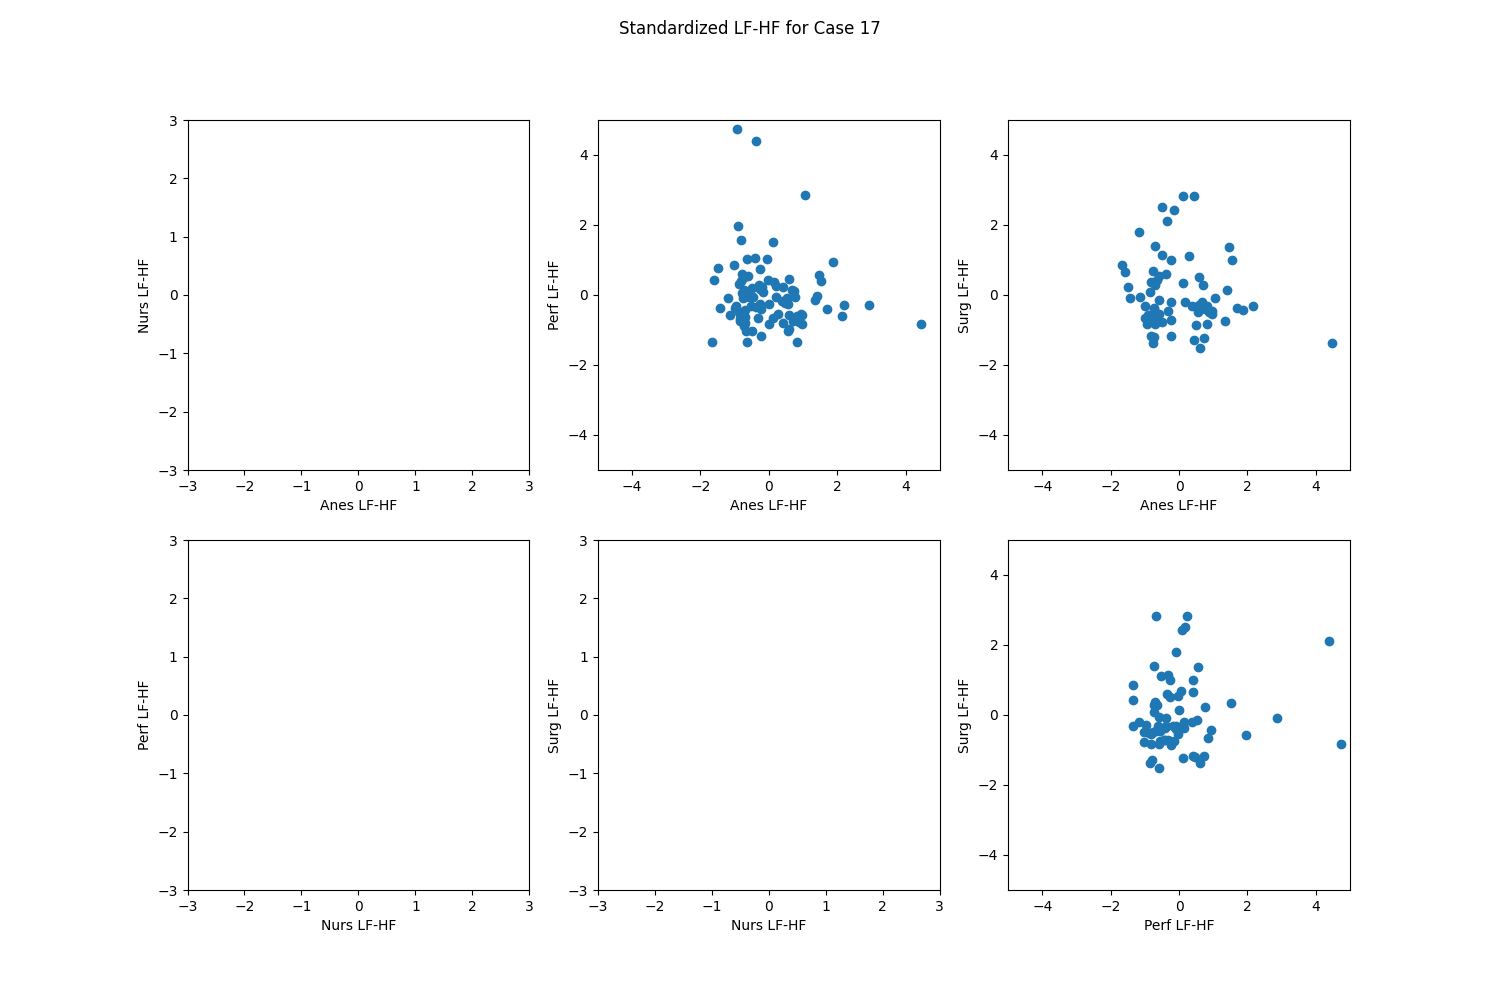 Standardized LF-HF for Case 17
3
2
1
0
−1
−2
−3
Nurs LF-HF
−3 −2 −1 0 1 2 3
Anes LF-HF
4
2
0
−2
−4
Perf LF-HF
−4 −2 0 2 4
Anes LF-HF
4
2
0
−2
−4
Surg LF-HF
−4 −2 0 2 4
Anes LF-HF
3
2
1
0
−1
−2
−3
Perf LF-HF
−3 −2 −1 0 1 2 3
Nurs LF-HF
3
2
1
0
−1
−2
−3
Surg LF-HF
−3 −2 −1 0 1 2 3
Nurs LF-HF
4
2
0
−2
−4
Surg LF-HF
−4 −2 0 2 4
Perf LF-HF